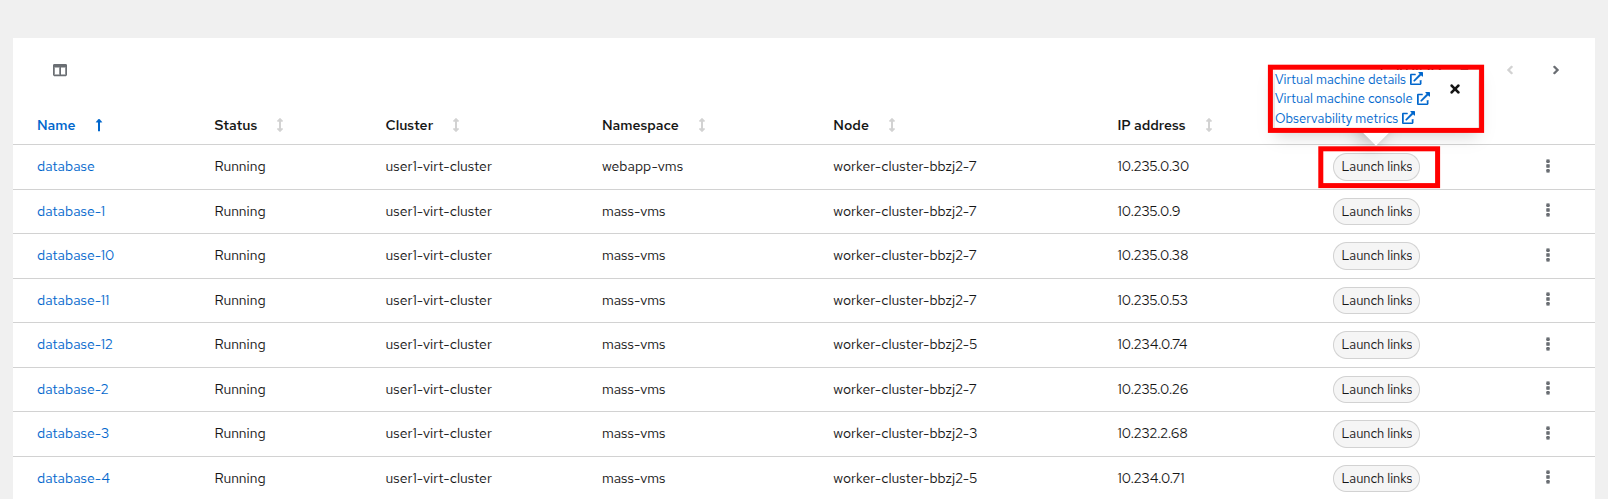 Virtual machine details
Virtual machine console
Observability metrics
Name Status Cluster Namespace Node IP address
database Running user1-virt-cluster webapp-vms worker-cluster-bbzj2-7 10.235.0.30 Launch links
database-1 Running user1-virt-cluster mass-vms worker-cluster-bbzj2-7 10.235.0.9 Launch links
database-10 Running user1-virt-cluster mass-vms worker-cluster-bbzj2-7 10.235.0.38 Launch links
database-11 Running user1-virt-cluster mass-vms worker-cluster-bbzj2-7 10.235.0.53 Launch links
database-12 Running user1-virt-cluster mass-vms worker-cluster-bbzj2-5 10.234.0.74 Launch links
database-2 Running user1-virt-cluster mass-vms worker-cluster-bbzj2-7 10.235.0.26 Launch links
database-3 Running user1-virt-cluster mass-vms worker-cluster-bbzj2-3 10.232.2.68 Launch links
database-4 Running user1-virt-cluster mass-vms worker-cluster-bbzj2-5 10.234.0.71 Launch links